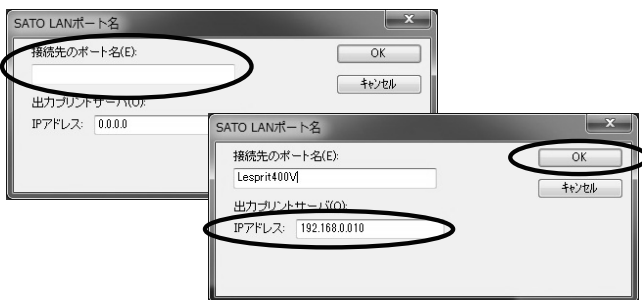 SATO LANポート名
接続先のポート名(E):
OK
キャンセル
出力プリントサーバ(O):
IPアドレス: 0.0.0.0
SATO LANポート名
接続先のポート名(E):
OK
Lesprit400V
キャンセル
出力プリントサーバ(O):
IPアドレス: 192.168.0.010